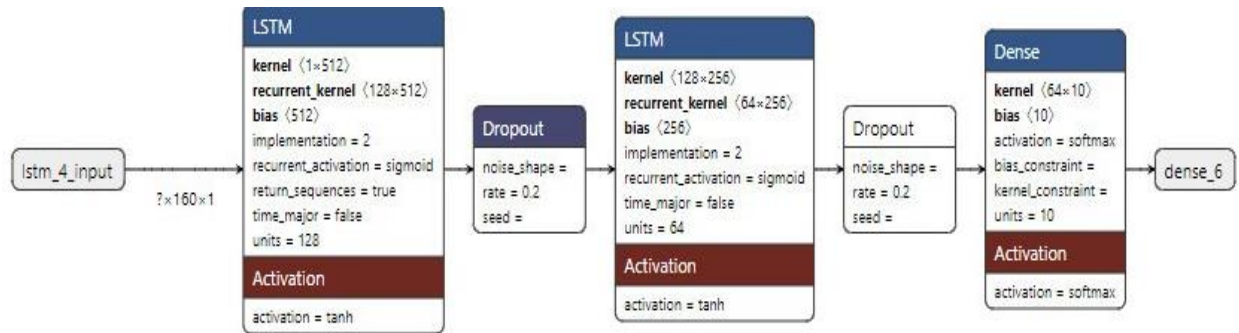 lstm_4_input
?×160×1
LSTM
kernel ⟨1×512⟩
recurrent_kernel ⟨128×512⟩
bias ⟨512⟩
implementation = 2
recurrent_activation = sigmoid
return_sequences = true
time_major = false
units = 128
Activation
activation = tanh
Dropout
noise_shape =
rate = 0.2
seed =
LSTM
kernel ⟨128×256⟩
recurrent_kernel ⟨64×256⟩
bias ⟨256⟩
implementation = 2
recurrent_activation = sigmoid
time_major = false
units = 64
Activation
activation = tanh
Dropout
noise_shape =
rate = 0.2
seed =
Dense
kernel ⟨64×10⟩
bias ⟨10⟩
activation = softmax
bias_constraint =
kernel_constraint =
units = 10
Activation
activation = softmax
dense_6